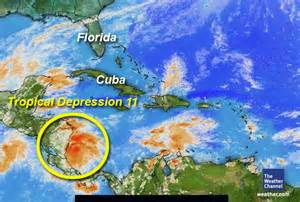 Florida
Cuba
Tropical Depression 11
The
Weather
Channel
weather.com